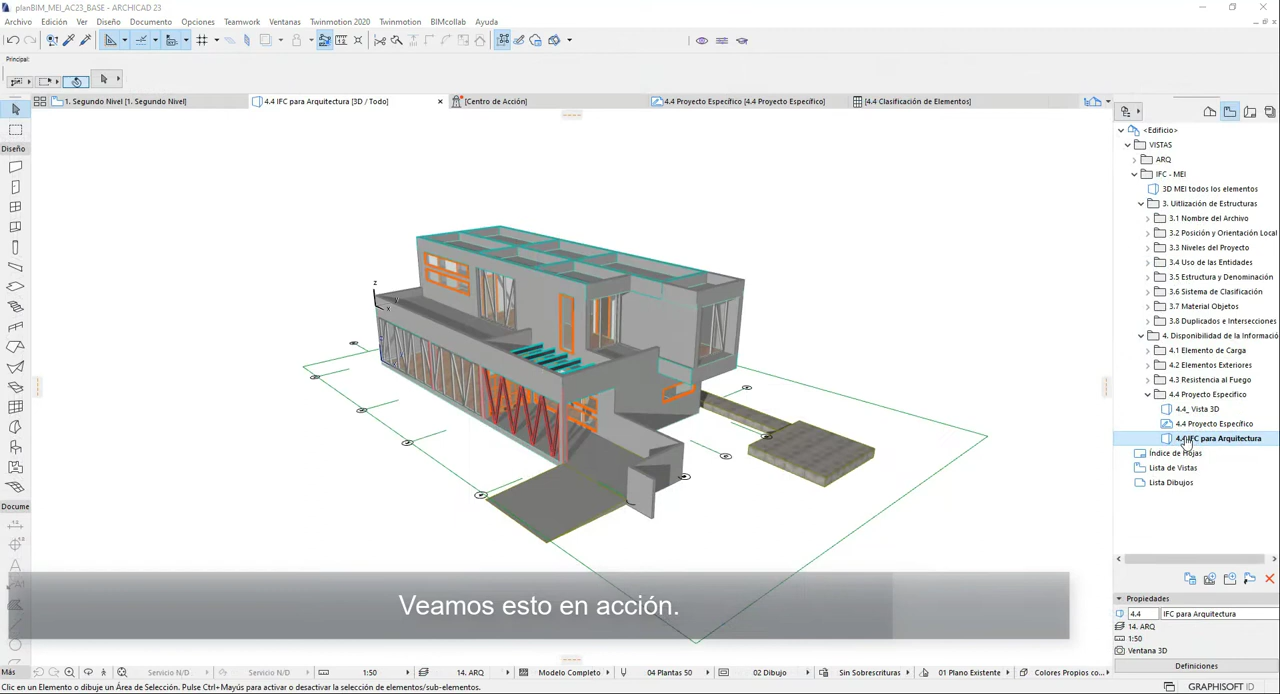 planBIM_MEI_AC23_BASE - ARCHICAD 23
Archivo Edición Ver Diseño Documento Opciones Teamwork Ventanas Twinmotion 2020 Twinmotion BIMcollab Ayuda
Principal:
1. Segundo Nivel [1. Segundo Nivel]
4.4 IFC para Arquitectura [3D / Todo]
[Centro de Acción]
4.4 Proyecto Específico [4.4 Proyecto Específico]
[4.4 Clasificación de Elementos]
Diseño
<Edificio>
VISTAS
ARQ
IFC - MEI
3D MEI todos los elementos
3. Uitlización de Estructuras
3.1 Nombre del Archivo
3.2 Posición y Orientación Local
3.3 Niveles del Proyecto
3.4 Uso de las Entidades
3.5 Estructura y Denominación
3.6 Sistema de Clasificación
3.7 Material Objetos
3.8 Duplicados e Intersecciones
4. Disponibilidad de la Informació
4.1 Elemento de Carga
4.2 Elementos Exteriores
4.3 Resistencia al Fuego
4.4 Proyecto Específico
4.4_ Vista 3D
4.4 Proyecto Específico
4.4 IFC para Arquitectura
Índice de Hojas
Lista de Vistas
Lista Dibujos
z
y
x
Docume
Veamos esto en acción.
Propiedades
4.4 IFC para Arquitectura
14. ARQ
1:50
Ventana 3D
Definiciones
Más
Servicio N/D Servicio N/D 1:50 14. ARQ Modelo Completo 04 Plantas 50 02 Dibujo Sin Sobrescrituras 01 Plano Existente Colores Propios co...
Clic en un Elemento o dibuje un Área de Selección. Pulse Ctrl+Mayús para activar o desactivar la selección de elementos/sub-elementos.
GRAPHISOFT ID